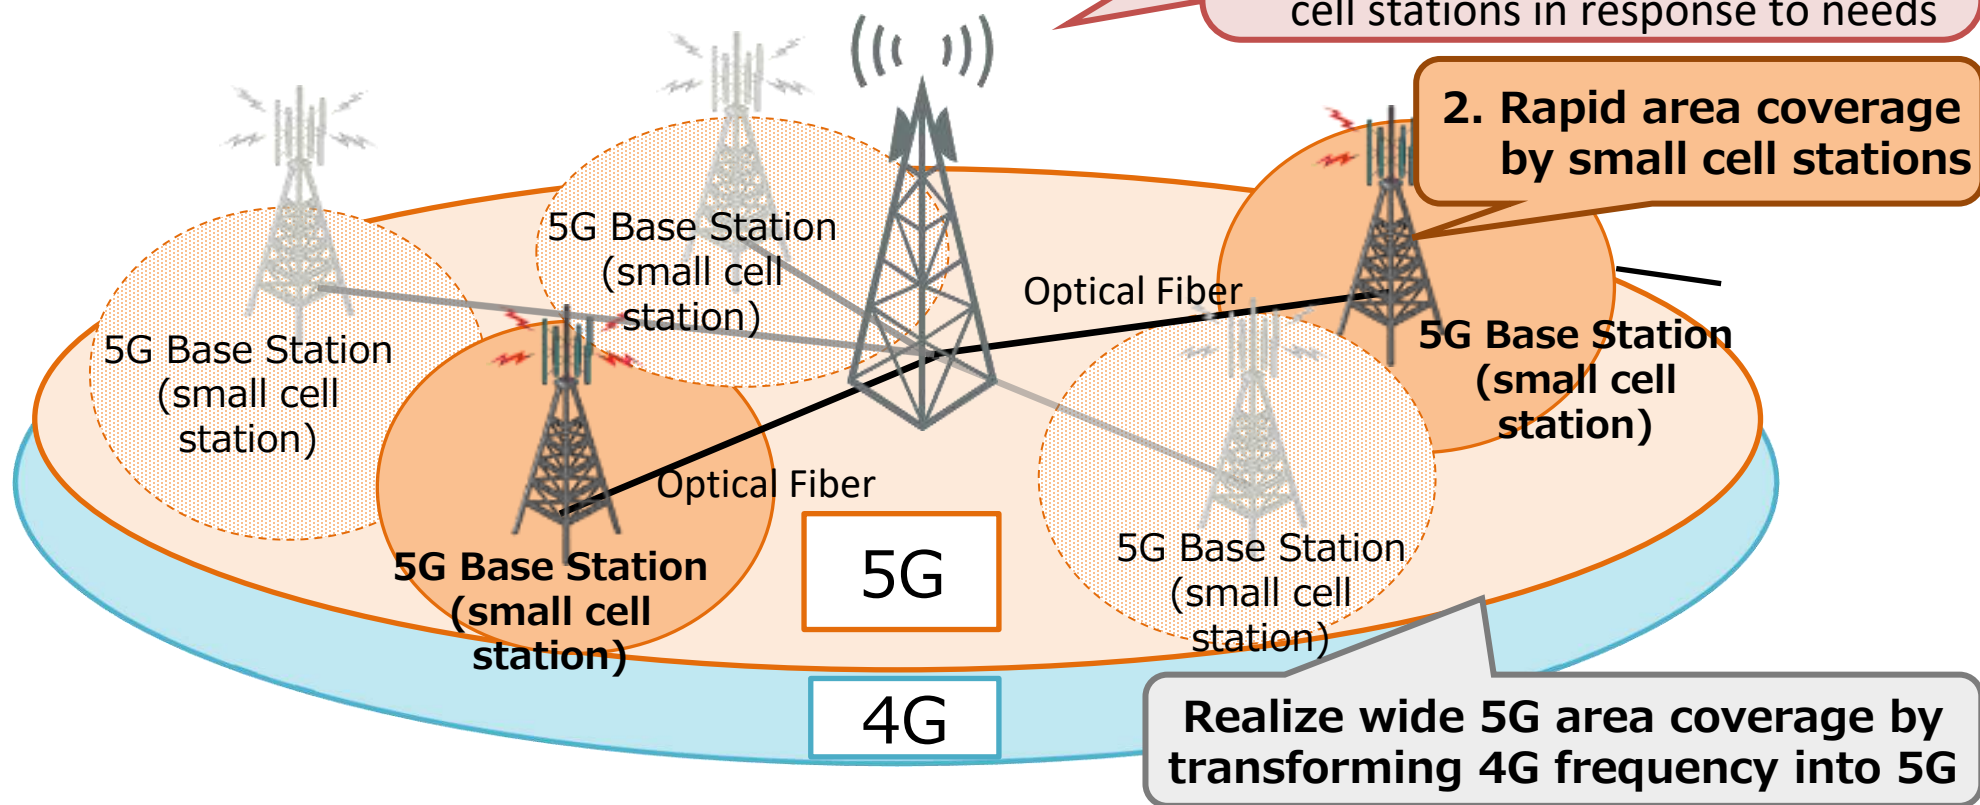 cell stations in response to needs
2. Rapid area coverage
by small cell stations
5G Base Station
(small cell
station)
Optical Fiber
5G Base Station
(small cell
station)
5G Base Station
(small cell
station)
Optical Fiber
5G Base Station
(small cell
station)
5G Base Station
(small cell
station)
5G
4G
Realize wide 5G area coverage by
transforming 4G frequency into 5G